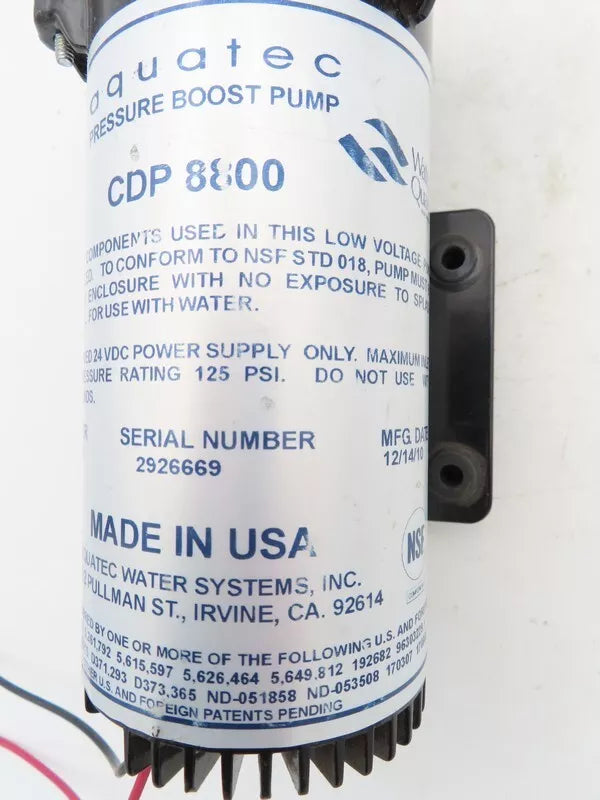 aquatec
PRESSURE BOOST PUMP
CDP 8800
COMPONENTS USED IN THIS LOW VOLTAGE
TO CONFORM TO NSF STD 018, PUMP MUST
ENCLOSURE WITH NO EXPOSURE TO
FOR USE WITH WATER.
24 VDC POWER SUPPLY ONLY. MAXIMUM
RATING 125 PSI. DO NOT USE
SERIAL NUMBER MFG. DATE
2926669 12/14/10
MADE IN USA
WATER SYSTEMS, INC.
PULLMAN ST., IRVINE, CA. 92614
NSF
BY ONE OR MORE OF THE FOLLOWING U.S. AND
5,615,597 5,626,464 5,649,812 192682
D371,293 D373,365 ND-051858 ND-053508 170307
U.S. AND FOREIGN PATENTS PENDING